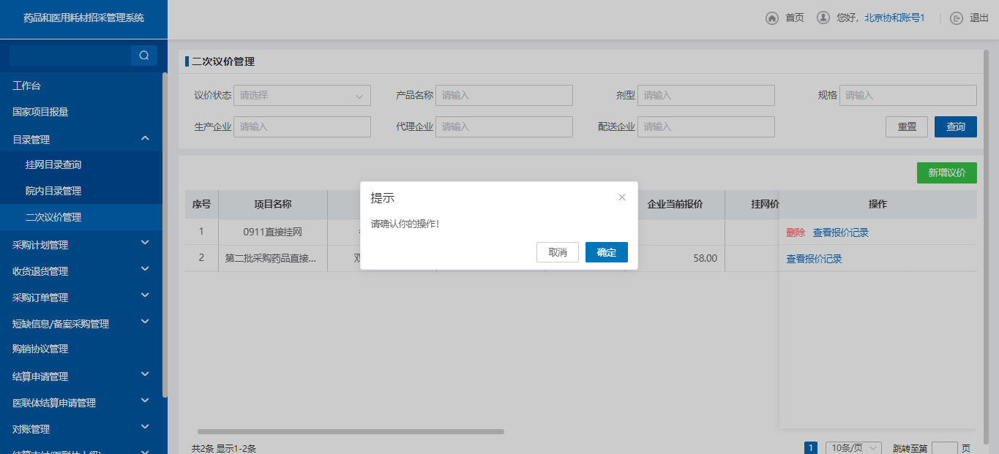 药品和医用耗材招采管理系统
首页 您好, 北京协和账号1 退出
工作台
国家项目报量
目录管理
挂网目录查询
院内目录管理
二次议价管理
采购计划管理
收货退货管理
采购订单管理
短缺信息/备案采购管理
购销协议管理
结算申请管理
医联体结算申请管理
对账管理
二次议价管理
议价状态 请选择 产品名称 请输入 剂型 请输入 规格 请输入
生产企业 请输入 代理企业 请输入 配送企业 请输入 重置 查询
新增议价
序号 项目名称 企业当前报价 挂网价 操作
1 0911直接挂网 删除 查看报价记录
2 第二批采购药品直接... 58.00 查看报价记录
提示
请确认你的操作!
取消 确定
共2条 显示1-2条 1 10条/页 跳转至第 页